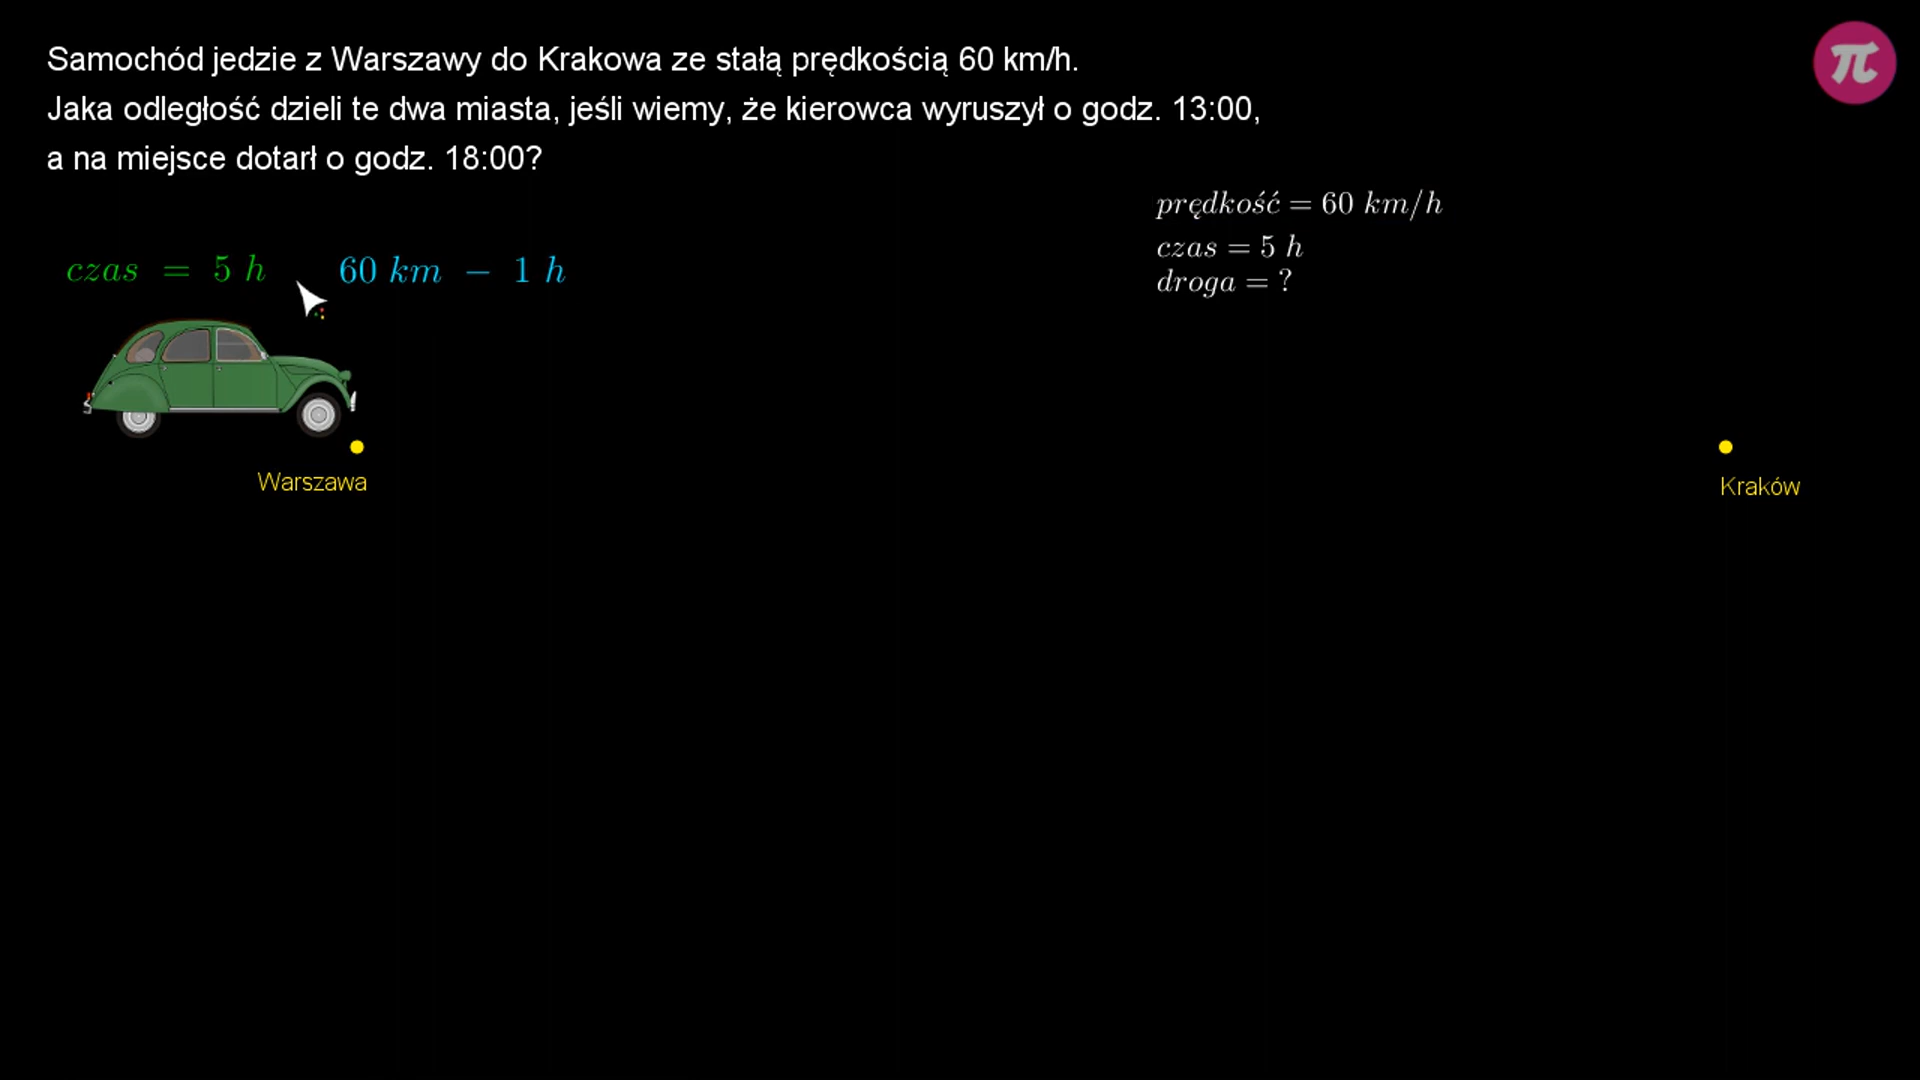 Samochód jedzie z Warszawy do Krakowa ze stałą prędkością 60 km/h.
Jaka odległość dzieli te dwa miasta, jeśli wiemy, że kierowca wyruszył o godz. 13:00,
a na miejsce dotarł o godz. 18:00?
π
prędkość = 60 km/h
czas = 5 h
droga = ?
czas = 5 h
60 km − 1 h
Warszawa
Kraków